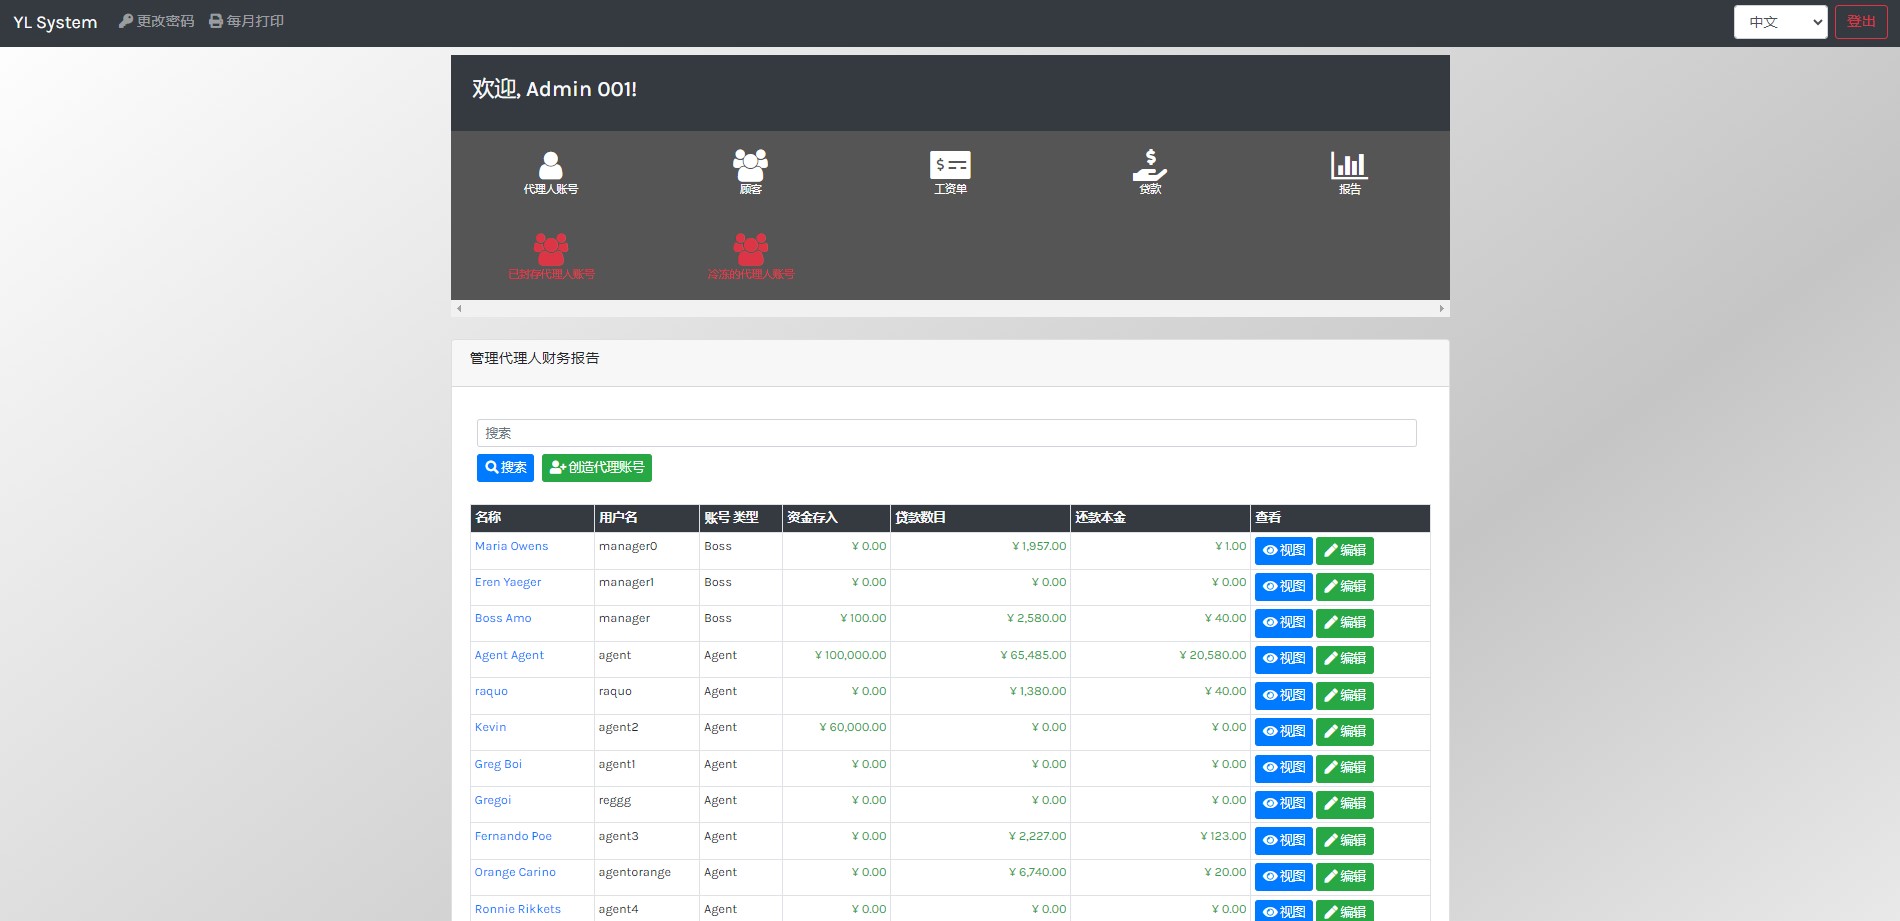 YL System 更改密码 每月打印 中文 登出
欢迎, Admin 001!
代理人账号 顾客 工资单 贷款 报告
已封存代理人账号 冷冻的代理人账号
管理代理人财务报告
搜索
搜索 创造代理账号
名称 用户名 账号 类型 资金存入 贷款数目 还款本金 查看
Maria Owens manager0 Boss ¥ 0.00 ¥ 1,957.00 ¥ 1.00 视图 编辑
Eren Yaeger manager1 Boss ¥ 0.00 ¥ 0.00 ¥ 0.00 视图 编辑
Boss Amo manager Boss ¥ 100.00 ¥ 2,580.00 ¥ 40.00 视图 编辑
Agent Agent agent Agent ¥ 100,000.00 ¥ 65,485.00 ¥ 20,580.00 视图 编辑
raquo raquo Agent ¥ 0.00 ¥ 1,380.00 ¥ 40.00 视图 编辑
Kevin agent2 Agent ¥ 60,000.00 ¥ 0.00 ¥ 0.00 视图 编辑
Greg Boi agent1 Agent ¥ 0.00 ¥ 0.00 ¥ 0.00 视图 编辑
Gregoi reggg Agent ¥ 0.00 ¥ 0.00 ¥ 0.00 视图 编辑
Fernando Poe agent3 Agent ¥ 0.00 ¥ 2,227.00 ¥ 123.00 视图 编辑
Orange Carino agentorange Agent ¥ 0.00 ¥ 6,740.00 ¥ 20.00 视图 编辑
Ronnie Rikkets agent4 Agent ¥ 0.00 ¥ 0.00 ¥ 0.00 视图 编辑